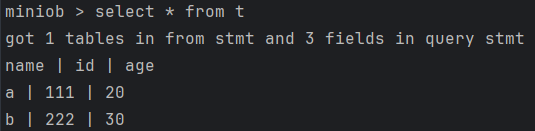 miniob > select * from t
got 1 tables in from stmt and 3 fields in query stmt
name | id | age
a | 111 | 20
b | 222 | 30